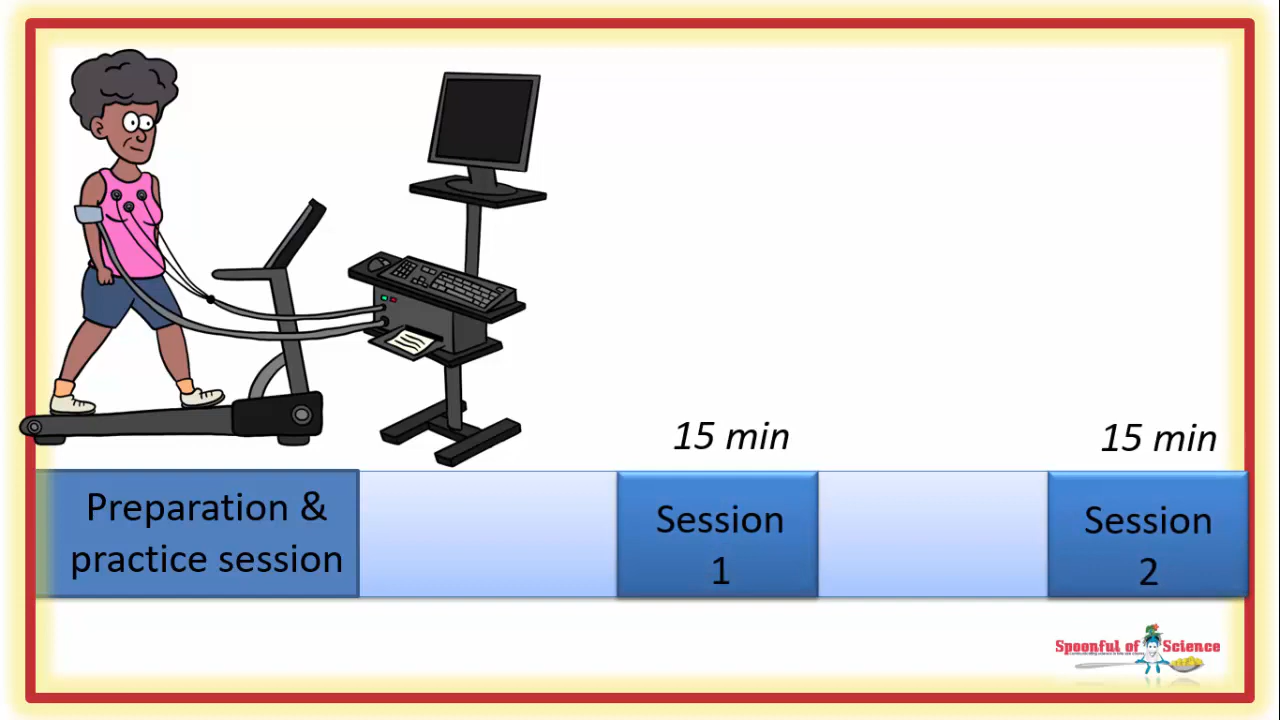 15 min
15 min
Preparation &
practice session
Session
1
Session
2
Spoonful of Science